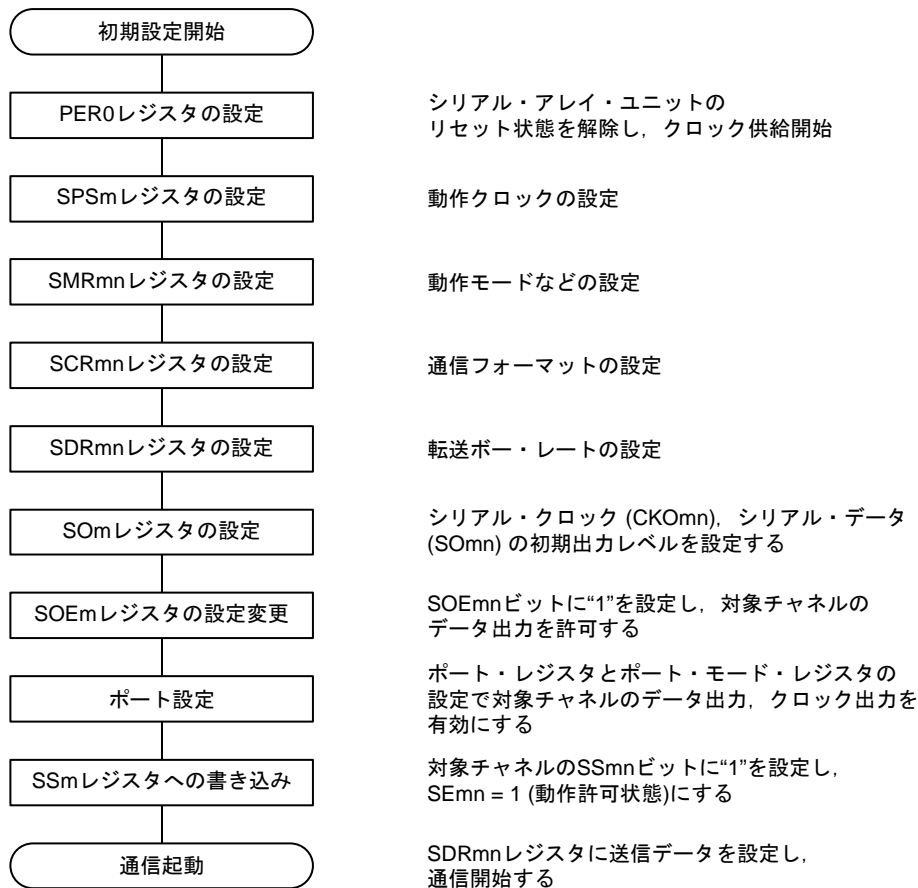 初期設定開始
PER0レジスタの設定
シリアル・アレイ・ユニットの
リセット状態を解除し，クロック供給開始
SPSmレジスタの設定
動作クロックの設定
SMRmnレジスタの設定
動作モードなどの設定
SCRmnレジスタの設定
通信フォーマットの設定
SDRmnレジスタの設定
転送ボー・レートの設定
SOmレジスタの設定
シリアル・クロック (CKOmn)，シリアル・データ
(SOmn) の初期出力レベルを設定する
SOEmレジスタの設定変更
SOEmnビットに“1”を設定し，対象チャネルの
データ出力を許可する
ポート設定
ポート・レジスタとポート・モード・レジスタの
設定で対象チャネルのデータ出力，クロック出力を
有効にする
SSmレジスタへの書き込み
対象チャネルのSSmnビットに“1”を設定し，
SEmn = 1 (動作許可状態)にする
通信起動
SDRmnレジスタに送信データを設定し，
通信開始する